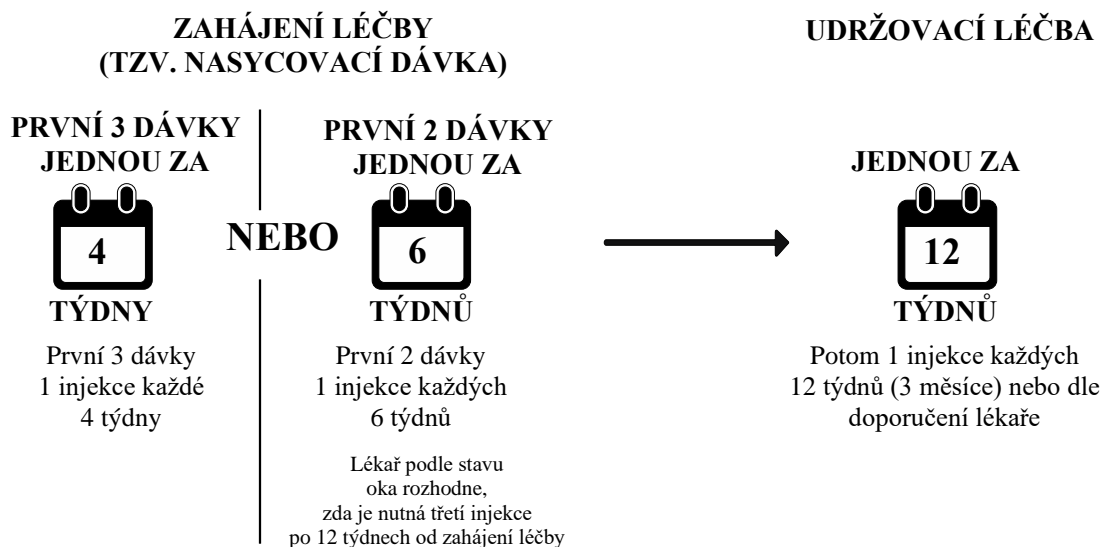 ZAHÁJENÍ LÉČBY
(TZV. NASYCOVACÍ DÁVKA)
PRVNÍ 3 DÁVKY
JEDNOU ZA
4
TÝDNY
První 3 dávky
1 injekce každé
4 týdny
NEBO
PRVNÍ 2 DÁVKY
JEDNOU ZA
6
TÝDNŮ
První 2 dávky
1 injekce každých
6 týdnů
Lékař podle stavu
oka rozhodne,
zda je nutná třetí injekce
po 12 týdnech od zahájení léčby
UDRŽOVACÍ LÉČBA
JEDNOU ZA
12
TÝDNŮ
Potom 1 injekce každých
12 týdnů (3 měsíce) nebo dle
doporučení lékaře